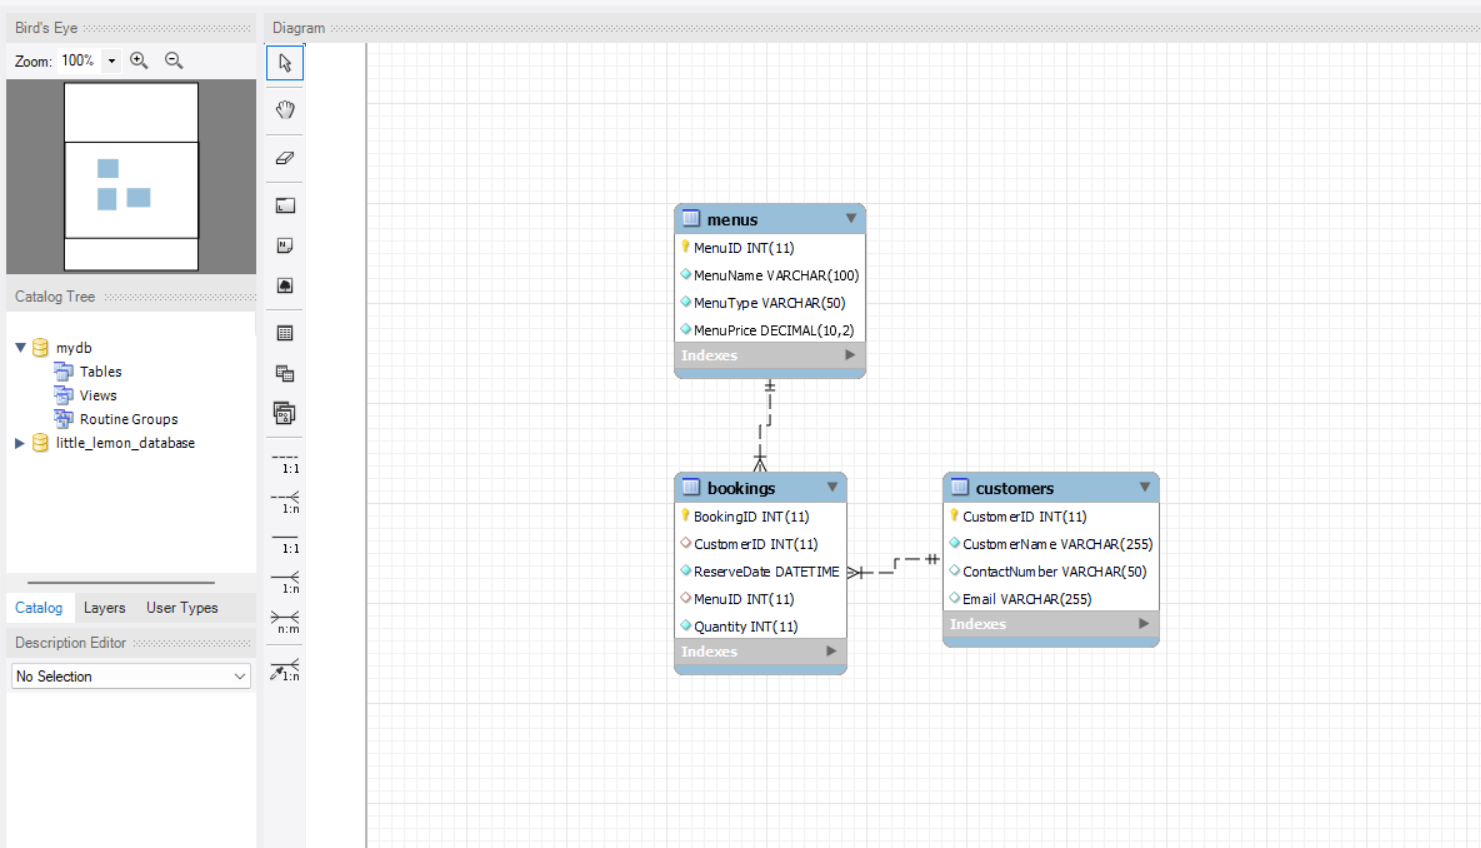 Bird's Eye
Zoom: 100%
Catalog Tree
mydb
Tables
Views
Routine Groups
little_lemon_database
Catalog Layers User Types
Description Editor
No Selection
Diagram
L
N
1:1
1:n
1:1
1:n
n:m
1:n
menus
MenuID INT(11)
MenuName VARCHAR(100)
MenuType VARCHAR(50)
MenuPrice DECIMAL(10,2)
Indexes
bookings
BookingID INT(11)
CustomerID INT(11)
ReserveDate DATETIME
MenuID INT(11)
Quantity INT(11)
Indexes
customers
CustomerID INT(11)
CustomerName VARCHAR(255)
ContactNumber VARCHAR(50)
Email VARCHAR(255)
Indexes